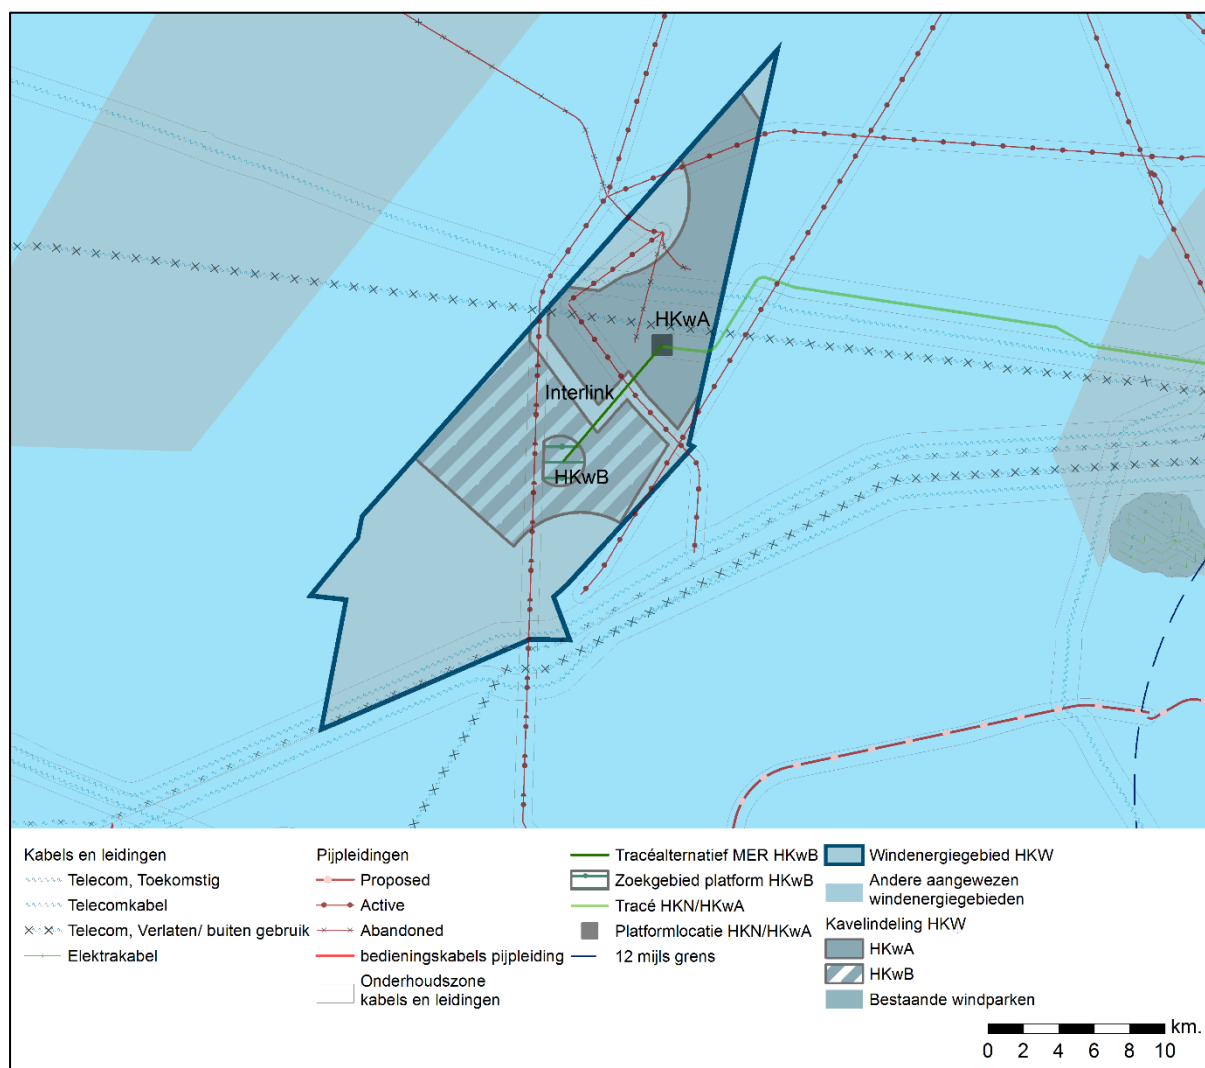 HKwA
Interlink
HKwB
Kabels en leidingen
Telecom, Toekomstig
Telecomkabel
Telecom, Verlaten/ buiten gebruik
Elektrakabel
Pijpleidingen
Proposed
Active
Abandoned
bedieningskabels pijpleiding
Onderhoudszone
kabels en leidingen
Tracéalternatief MER HKwB
Zoekgebied platform HKwB
Tracé HKN/HKwA
Platformlocatie HKN/HKwA
12 mijls grens
Windenergiegebied HKW
Andere aangewezen
windenergiegebieden
Kavelindeling HKW
HKwA
HKwB
Bestaande windparken
km.
0 2 4 6 8 10